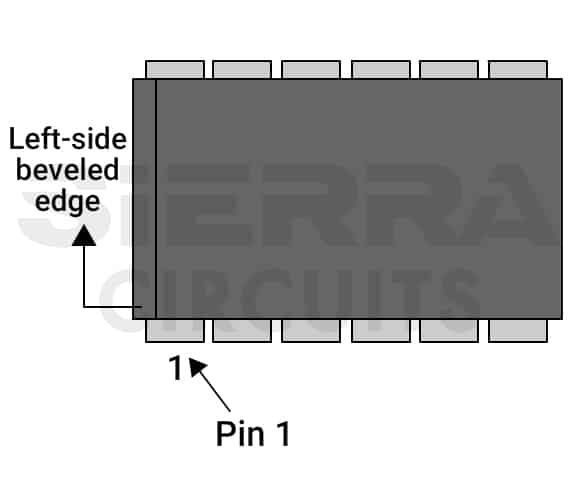 Left-side
beveled
edge
SIERRA
CIRCUITS
1
Pin 1